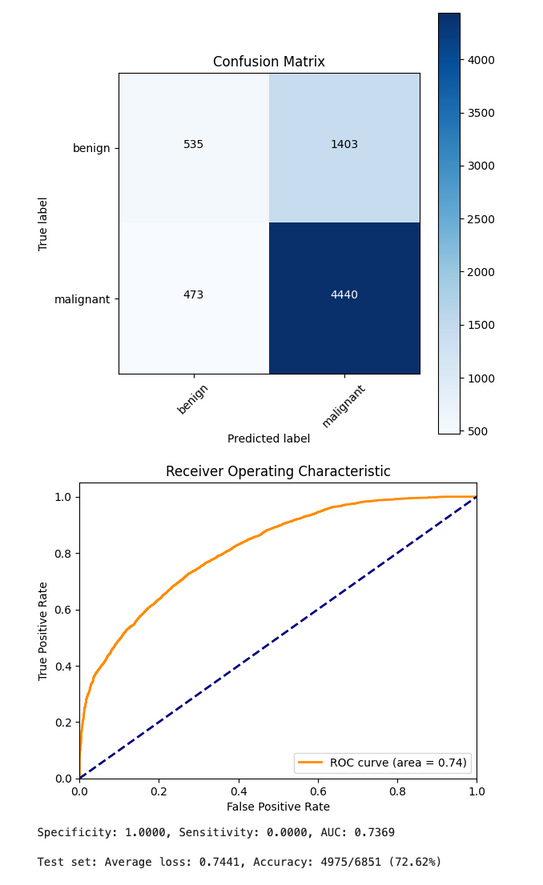 Confusion Matrix
4000
3500
3000
2500
2000
1500
1000
500
True label
benign
535 1403
malignant
473 4440
benign malignant
Predicted label
Receiver Operating Characteristic
True Positive Rate
1.0
0.8
0.6
0.4
0.2
0.0
ROC curve (area = 0.74)
0.0 0.2 0.4 0.6 0.8 1.0
False Positive Rate
Specificity: 1.0000, Sensitivity: 0.0000, AUC: 0.7369
Test set: Average loss: 0.7441, Accuracy: 4975/6851 (72.62%)